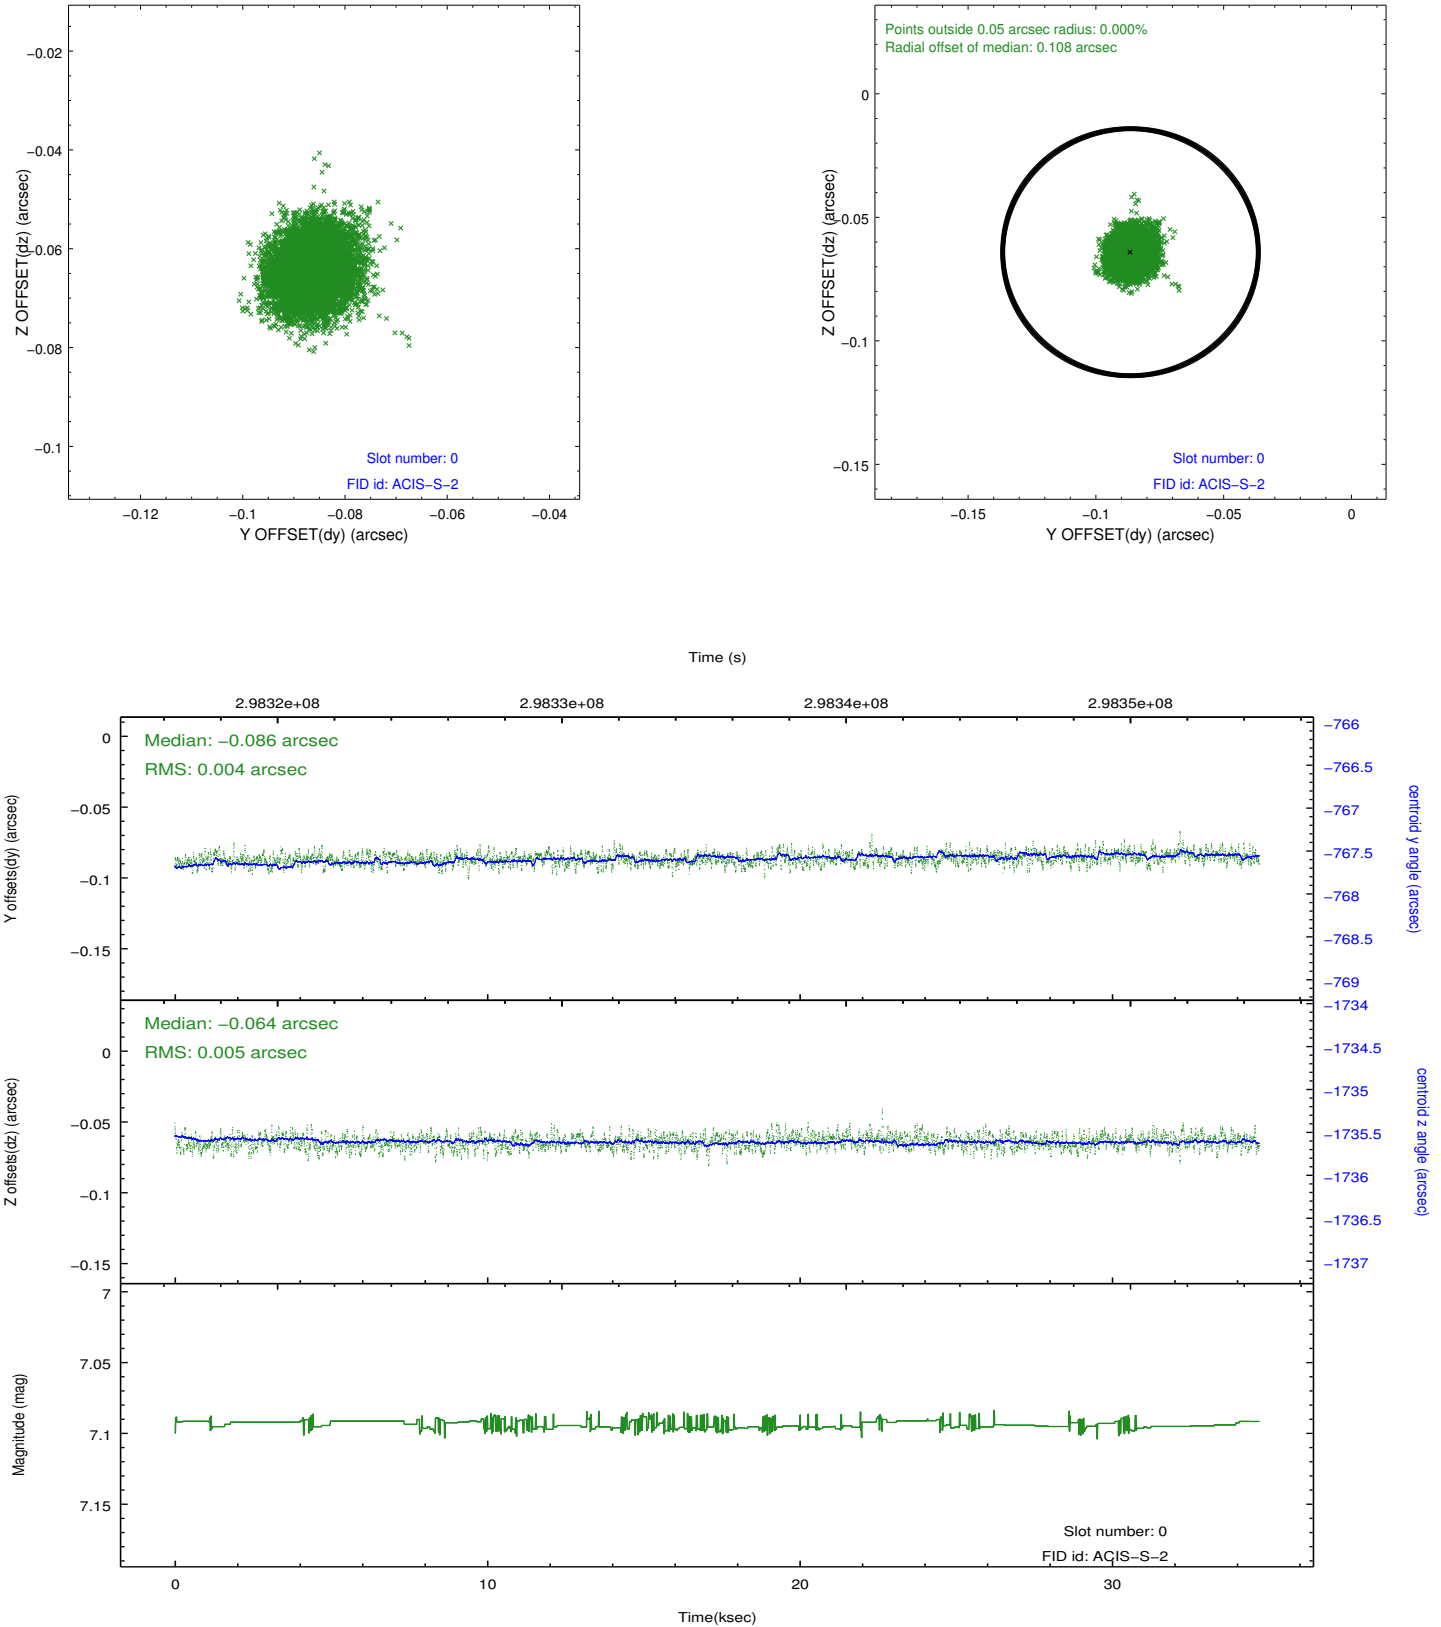 −0.02
−0.04
−0.06
−0.08
−0.1
Z OFFSET(dz) (arcsec)
Slot number: 0
FID id: ACIS−S−2
−0.12
−0.1
−0.08
−0.06
−0.04
Y OFFSET(dy) (arcsec)
Points outside 0.05 arcsec radius: 0.000%
Radial offset of median: 0.108 arcsec
0
−0.05
−0.1
−0.15
Z OFFSET(dz) (arcsec)
Slot number: 0
FID id: ACIS−S−2
−0.15
−0.1
−0.05
0
Y OFFSET(dy) (arcsec)
Time (s)
2.9832e+08
2.9833e+08
2.9834e+08
2.9835e+08
Median: −0.086 arcsec
RMS: 0.004 arcsec
0
−0.05
−0.1
−0.15
Y offsets(dy) (arcsec)
−766
−766.5
−767
−767.5
−768
−768.5
−769
centroid y angle (arcsec)
Median: −0.064 arcsec
RMS: 0.005 arcsec
0
−0.05
−0.1
−0.15
Z offsets(dz) (arcsec)
−1734
−1734.5
−1735
−1735.5
−1736
−1736.5
−1737
centroid z angle (arcsec)
7
7.05
7.1
7.15
Magnitude (mag)
Slot number: 0
FID id: ACIS−S−2
0
10
20
30
Time(ksec)